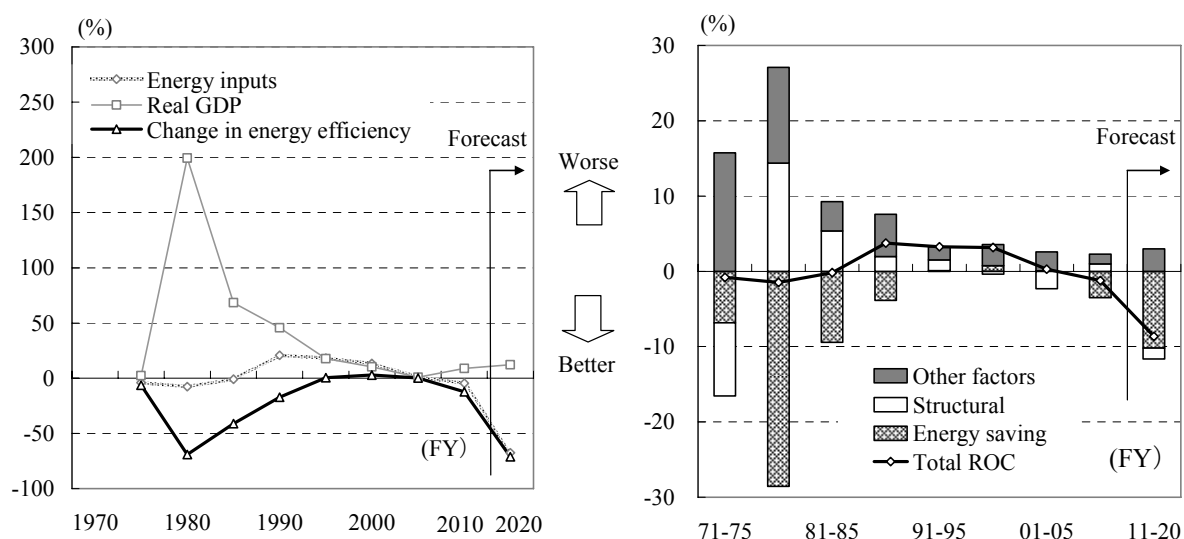 (%)
300
250
200
150
100
50
0
-50
-100
Energy inputs
Real GDP
Change in energy efficiency
Forecast
(FY)
1970 1980 1990 2000 2010 2020
Worse
Better
(%)
30
20
10
0
-10
-20
-30
Forecast
Other factors
Structural
Energy saving
Total ROC
(FY)
71-75 81-85 91-95 01-05 11-20